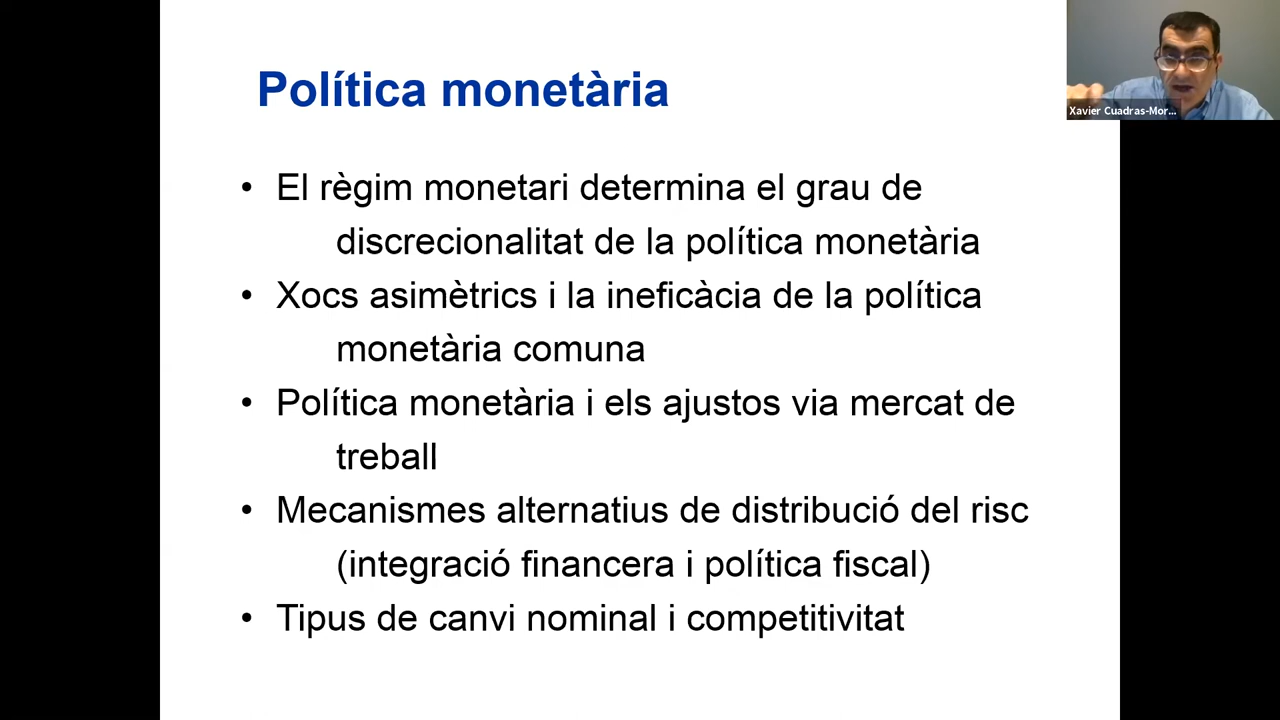 Política monetària
Xavier Cuadras-Mor...
• El règim monetari determina el grau de
discrecionalitat de la política monetària
• Xocs asimètrics i la ineficàcia de la política
monetària comuna
• Política monetària i els ajustos via mercat de
treball
• Mecanismes alternatius de distribució del risc
(integració financera i política fiscal)
• Tipus de canvi nominal i competitivitat